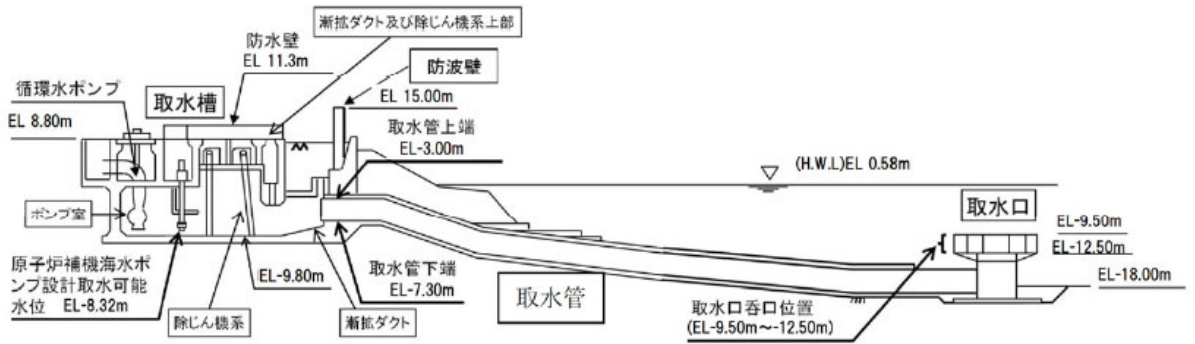 漸拡ダクト及び除じん機系上部
防水壁
EL 11.3m
防波壁
循環水ポンプ
取水槽
EL 15.00m
EL 8.80m
取水管上端
EL-3.00m
(H.W.L)EL 0.58m
取水口
ポンプ室
EL-9.50m
EL-12.50m
原子炉補機海水ポ
ンプ設計取水可能
水位 EL-8.32m
EL-9.80m
取水管下端
EL-7.30m
EL-18.00m
取水管
取水口呑口位置
(EL-9.50m～-12.50m)
除じん機系
漸拡ダクト